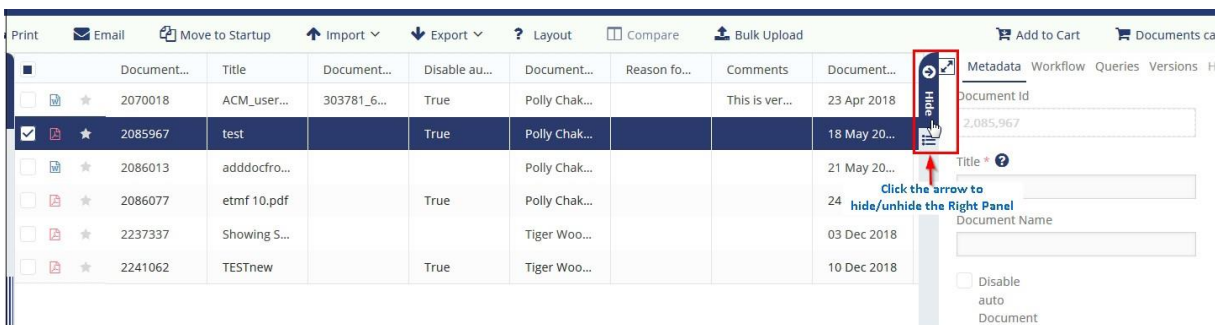 Print Email Move to Startup Import Export ? Layout Compare Bulk Upload Add to Cart Documents ca
Document... Title Document... Disable au... Document... Reason fo... Comments Document... Metadata Workflow Queries Versions H
2070018 ACM_user... 303781_6... True Polly Chak... This is ver... 23 Apr 2018
Hide
Document Id
2085967 test True Polly Chak... 18 May 20...
2,085,967
2086013 adddocfro... Polly Chak... 21 May 20...
Title * ?
2086077 etmf 10.pdf True Polly Chak... 24
Click the arrow to
hide/unhide the Right Panel
Document Name
2237337 Showing S... Tiger Woo... 03 Dec 2018
2241062 TESTnew True Tiger Woo... 10 Dec 2018
Disable
auto
Document